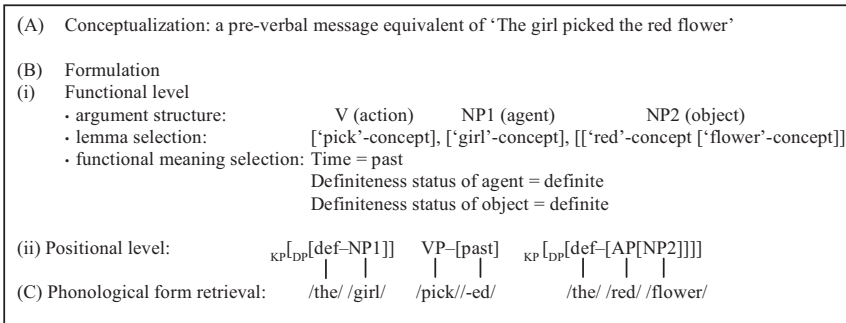 (A) Conceptualization: a pre-verbal message equivalent of ‘The girl picked the red flower’
(B) Formulation
(i) Functional level
· argument structure: V (action) NP1 (agent) NP2 (object)
· lemma selection: [‘pick’-concept], [‘girl’-concept], [[‘red’-concept [‘flower’-concept]]
· functional meaning selection: Time = past
Definiteness status of agent = definite
Definiteness status of object = definite
(ii) Positional level: KP[DP[def–NP1]] VP–[past] KP[DP[def–[AP[NP2]]]]
(C) Phonological form retrieval: /the/ /girl/ /pick//-ed/ /the/ /red/ /flower/